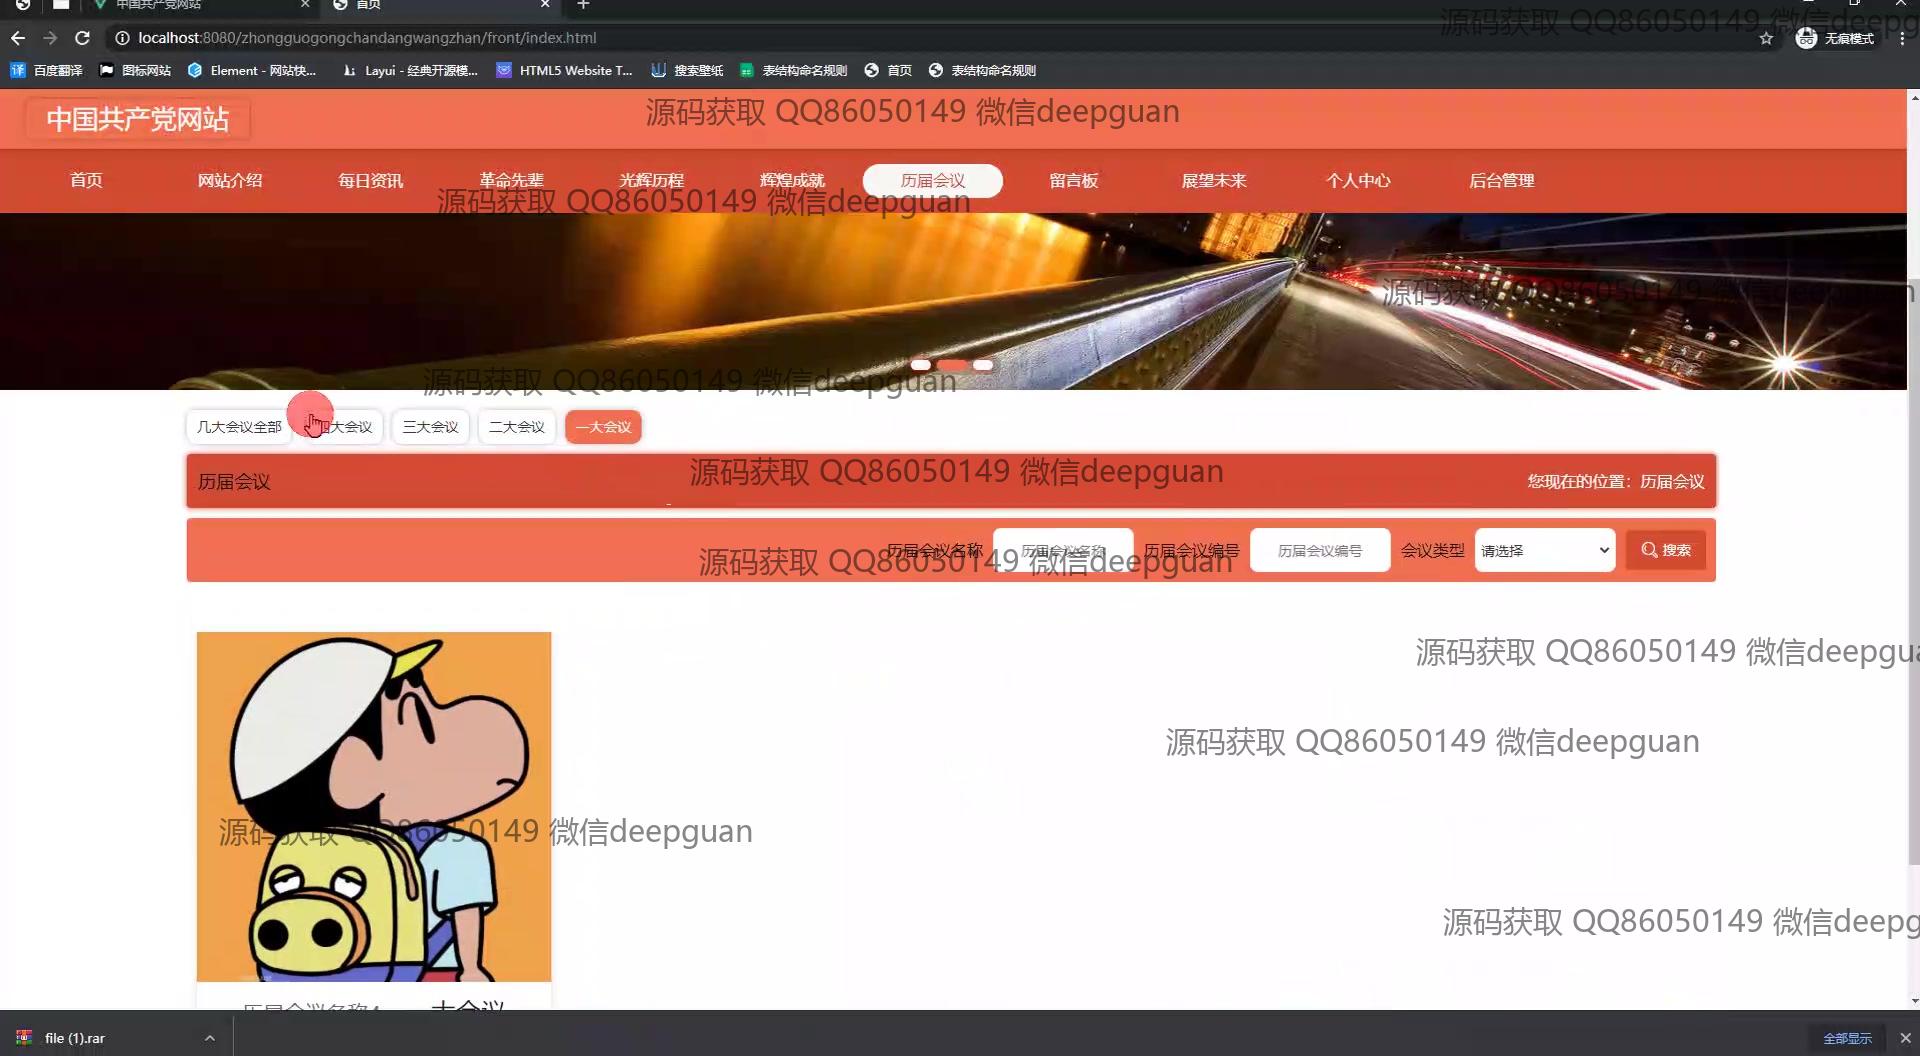 中国共产党网站
首页
localhost:8080/zhongguogongchandangwangzhan/front/index.html
无痕模式
百度翻译 图标网站 Element - 网站快... Layui - 经典开源模... HTML5 Website T... 搜索壁纸 表结构命名规则 首页 表结构命名规则
源码获取 QQ86050149 微信deepg
中国共产党网站
源码获取 QQ86050149 微信deepguan
首页 网站介绍 每日资讯 革命先辈 光辉历程 辉煌成就 历届会议 留言板 展望未来 个人中心 后台管理
源码获取 QQ86050149 微信deepguan
源码获取 QQ86050149
源码获取 QQ86050149 微信deepguan
几大会议全部 四大会议 三大会议 二大会议 一大会议
历届会议
源码获取 QQ86050149 微信deepguan
您现在的位置: 历届会议
历届会议名称 历届会议名称 历届会议编号 历届会议编号 会议类型 请选择 搜索
源码获取 QQ86050149 微信deepguan
源码获取 QQ86050149 微信deepgua
源码获取 QQ86050149 微信deepguan
源码获取 QQ86050149 微信deepguan
源码获取 QQ86050149 微信deepg
file (1).rar
全部显示